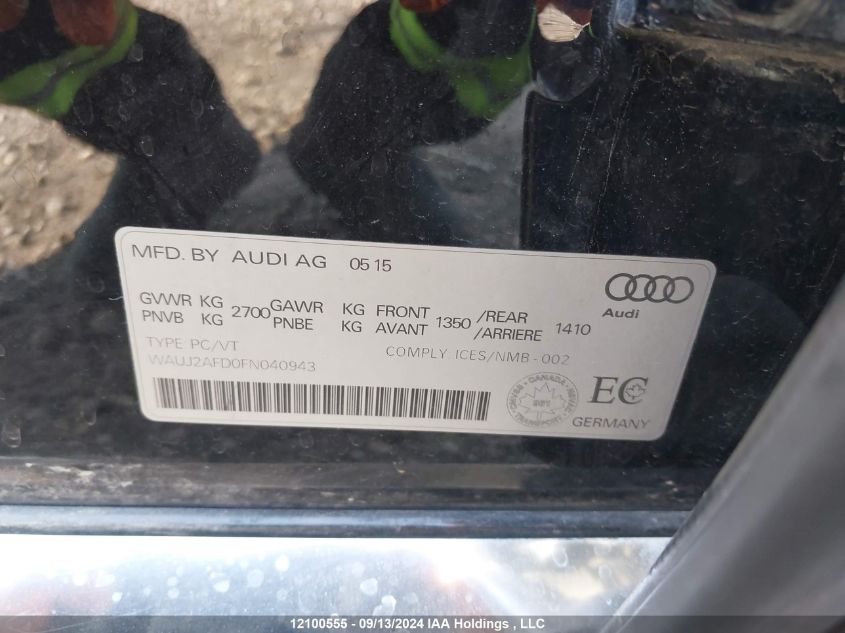 MFD. BY AUDI AG 05 15
GVWR KG 2700 GAWR KG FRONT 1350 /REAR 1410
PNVB KG PNBE KG AVANT /ARRIERE
Audi
TYPE: PC/VT COMPLY. ICES/NMB-002
WAUJ2AFD0FN040943
CANADA
TRANSPORT
EC
GERMANY
12100555 - 09/13/2024 IAA Holdings , LLC